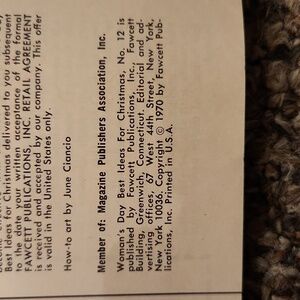 Best Ideas for Christmas delivered to you subsequent
to the date your written acceptance of the formal
FAWCETT PUBLICATIONS, INC. RETAIL AGREEMENT
is received and accepted by our company. This offer
is valid in the United States only.
How-to art by June Ciancio
Member of: Magazine Publishers Association, Inc.
Woman's Day Best Ideas For Christmas, No. 12 is
published by Fawcett Publications, Inc., Fawcett
Building, Greenwich, Connecticut. Editorial and ad-
vertising offices, 67 West 44th Street, New York,
New York 10036. Copyright © 1970 by Fawcett Pub-
lications, Inc. Printed in U.S.A.